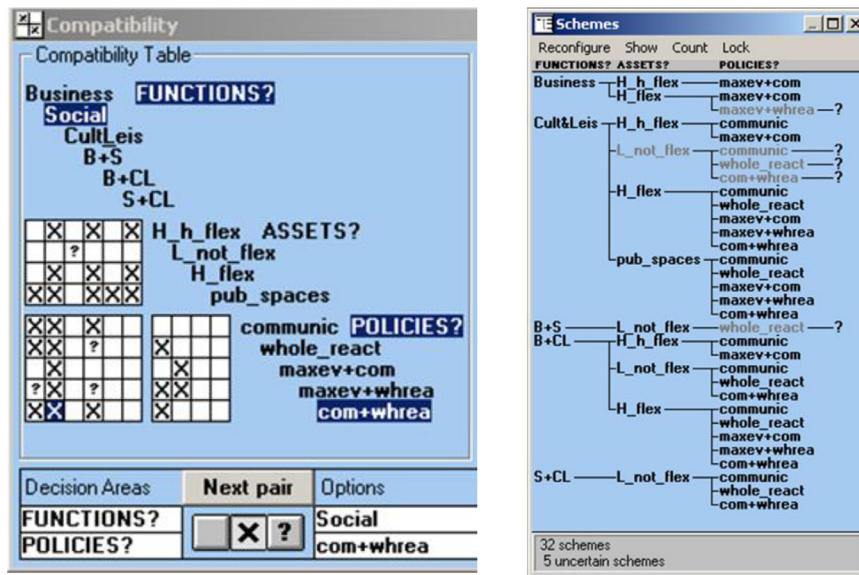 Compatibility
Compatibility Table
Business FUNCTIONS?
Social
CultLeis
B+S
B+CL
S+CL
X X X H_h_flex ASSETS?
? L_not_flex
X X X H_flex
X X X X X pub_spaces
X X X communic POLICIES?
X X ? X whole_react
X X maxev+com
? X ? X X maxev+whrea
X X X X com+whrea
Decision Areas Next pair Options
FUNCTIONS? Social
POLICIES? X ? com+whrea
Schemes
Reconfigure Show Count Lock
FUNCTIONS? ASSETS? POLICIES?
Business H_h_flex maxev+com
H_flex maxev+com
maxev+whrea ?
Cult&Leis H_h_flex communic
maxev+com
L_not_flex communic ?
whole_react ?
com+whrea ?
H_flex communic
whole_react
maxev+com
maxev+whrea
com+whrea
pub_spaces communic
whole_react
maxev+com
maxev+whrea
com+whrea
B+S L_not_flex whole_react ?
B+CL H_h_flex communic
maxev+com
L_not_flex communic
whole_react
com+whrea
H_flex communic
whole_react
maxev+com
maxev+whrea
com+whrea
S+CL L_not_flex communic
whole_react
com+whrea
32 schemes
5 uncertain schemes